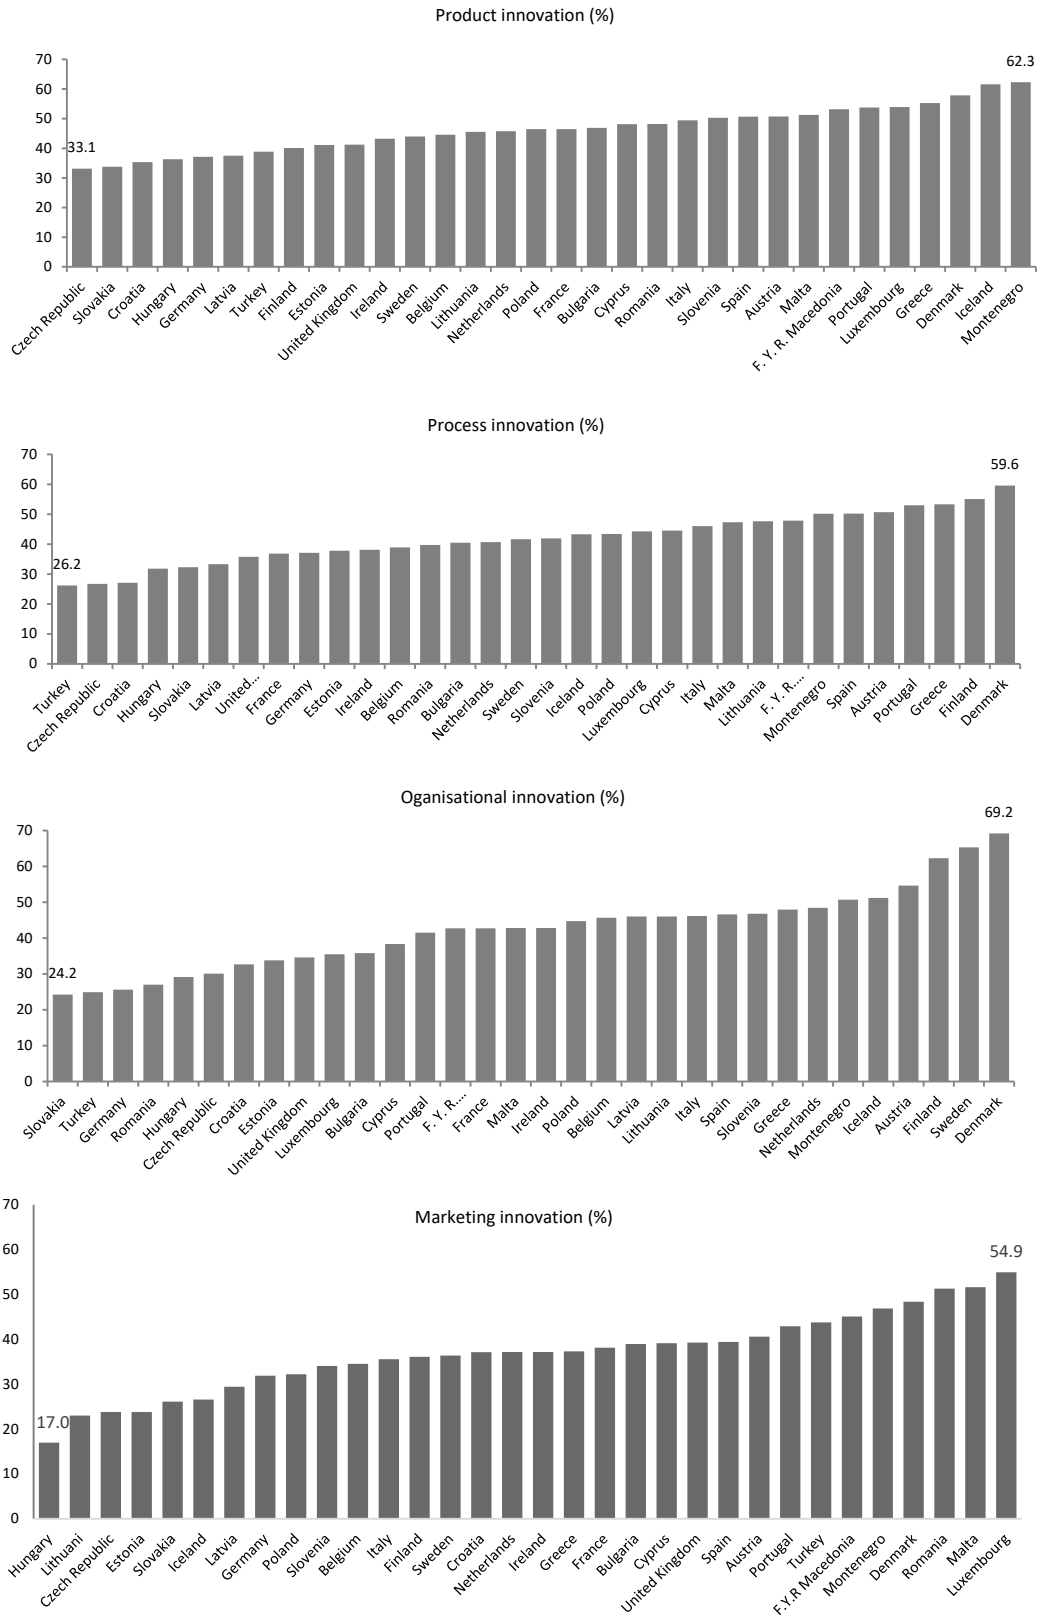 Product innovation (%)
70
60
50
40
30
20
10
0
33.1
62.3
Czech Republic
Slovakia
Croatia
Hungary
Germany
Latvia
Turkey
Finland
Estonia
United Kingdom
Ireland
Sweden
Belgium
Lithuania
Netherlands
Poland
France
Bulgaria
Cyprus
Romania
Italy
Slovenia
Spain
Austria
Malta
F. Y. R. Macedonia
Portugal
Luxembourg
Greece
Denmark
Iceland
Montenegro
Process innovation (%)
70
60
50
40
30
20
10
0
26.2
59.6
Turkey
Czech Republic
Croatia
Hungary
Slovakia
Latvia
United…
France
Germany
Estonia
Ireland
Belgium
Romania
Bulgaria
Netherlands
Sweden
Slovenia
Iceland
Poland
Luxembourg
Cyprus
Italy
Malta
Lithuania
F. Y. R.…
Montenegro
Spain
Austria
Portugal
Greece
Finland
Denmark
Oganisational innovation (%)
70
60
50
40
30
20
10
0
24.2
69.2
Slovakia
Turkey
Germany
Romania
Hungary
Czech Republic
Croatia
Estonia
United Kingdom
Luxembourg
Bulgaria
Cyprus
Portugal
F. Y. R.…
France
Malta
Ireland
Poland
Belgium
Latvia
Lithuania
Italy
Spain
Slovenia
Greece
Netherlands
Montenegro
Iceland
Austria
Finland
Sweden
Denmark
Marketing innovation (%)
70
60
50
40
30
20
10
0
17.0
54.9
Hungary
Lithuani
Czech Republic
Estonia
Slovakia
Iceland
Latvia
Germany
Poland
Slovenia
Belgium
Italy
Finland
Sweden
Croatia
Netherlands
Ireland
Greece
France
Bulgaria
Cyprus
United Kingdom
Spain
Austria
Portugal
Turkey
F.Y.R Macedonia
Montenegro
Denmark
Romania
Malta
Luxembourg